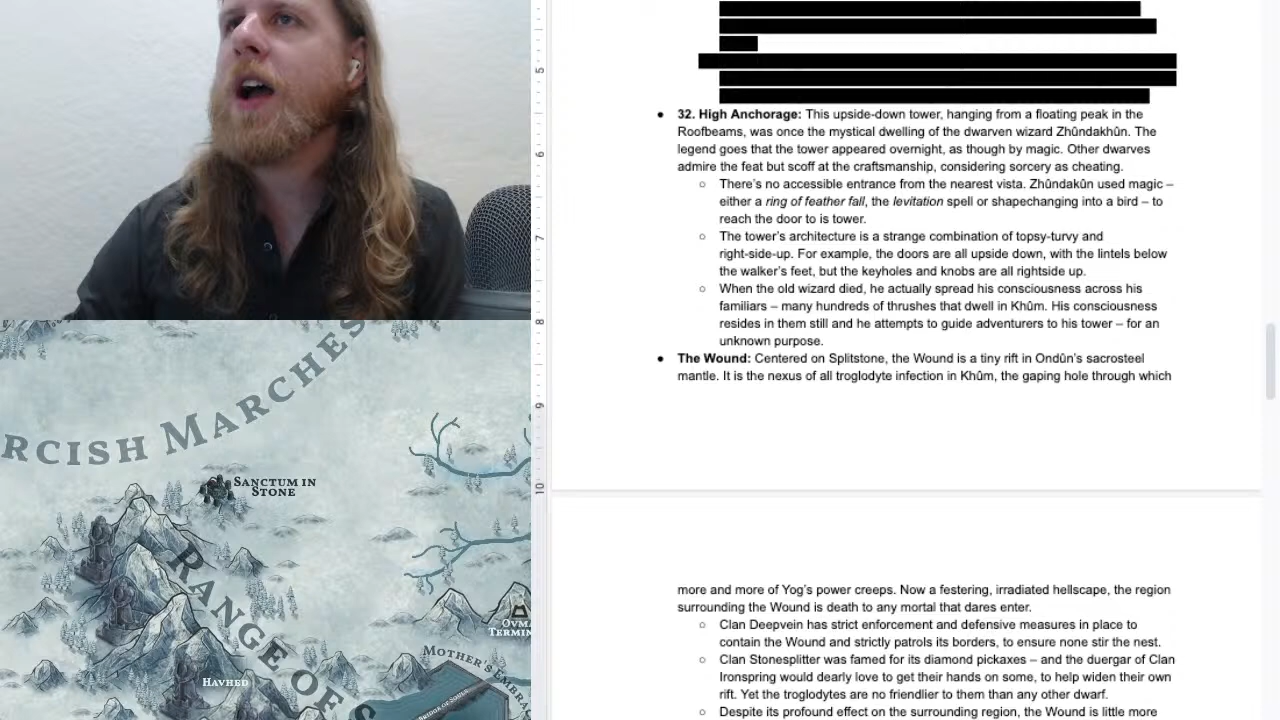 5
6
7
8
9
10
32. High Anchorage: This upside-down tower, hanging from a floating peak in the
Roofbeams, was once the mystical dwelling of the dwarven wizard Zhûndakhûn. The
legend goes that the tower appeared overnight, as though by magic. Other dwarves
admire the feat but scoff at the craftsmanship, considering sorcery as cheating.
There's no accessible entrance from the nearest vista. Zhûndakûn used magic –
either a ring of feather fall, the levitation spell or shapechanging into a bird – to
reach the door to is tower.
The tower's architecture is a strange combination of topsy-turvy and
right-side-up. For example, the doors are all upside down, with the lintels below
the walker's feet, but the keyholes and knobs are all rightside up.
When the old wizard died, he actually spread his consciousness across his
familiars – many hundreds of thrushes that dwell in Khûm. His consciousness
resides in them still and he attempts to guide adventurers to his tower – for an
unknown purpose.
The Wound: Centered on Splitstone, the Wound is a tiny rift in Ondûn's sacrosteel
mantle. It is the nexus of all troglodyte infection in Khûm, the gaping hole through which
more and more of Yog's power creeps. Now a festering, irradiated hellscape, the region
surrounding the Wound is death to any mortal that dares enter.
Clan Deepvein has strict enforcement and defensive measures in place to
contain the Wound and strictly patrols its borders, to ensure none stir the nest.
Clan Stonesplitter was famed for its diamond pickaxes – and the duergar of Clan
Ironspring would dearly love to get their hands on some, to help widen their own
rift. Yet the troglodytes are no friendlier to them than any other dwarf.
Despite its profound effect on the surrounding region, the Wound is little more
RCISH MARCHES
SANCTUM IN
STONE
RANGE OF S
HAVHED
OVMA
TERMIN
MOTHER'S EMBRA
BRIDGE OF SOULS